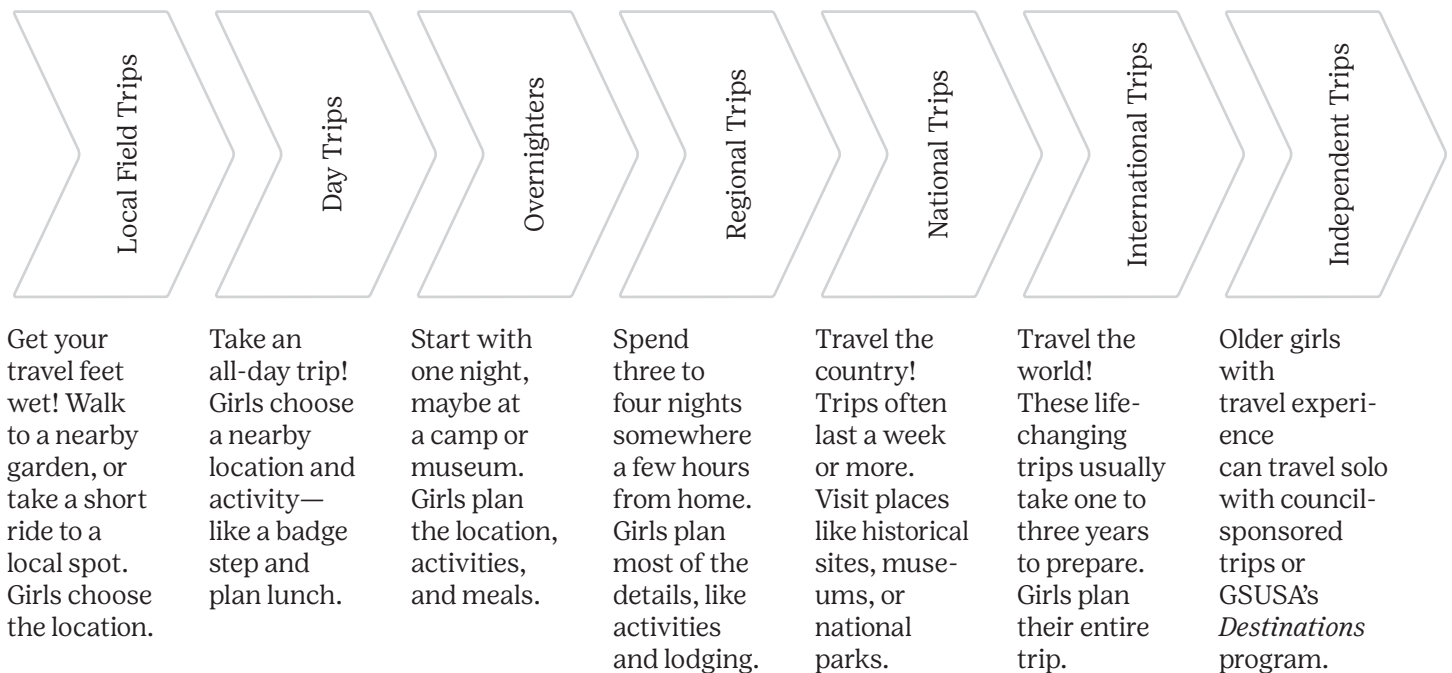 Local Field Trips
Day Trips
Overnighters
Regional Trips
National Trips
International Trips
Independent Trips
Get your
travel feet
wet! Walk
to a nearby
garden, or
take a short
ride to a
local spot.
Girls choose
the location.
Take an
all-day trip!
Girls choose
a nearby
location and
activity—
like a badge
step and
plan lunch.
Start with
one night,
maybe at
a camp or
museum.
Girls plan
the location,
activities,
and meals.
Spend
three to
four nights
somewhere
a few hours
from home.
Girls plan
most of the
details, like
activities
and lodging.
Travel the
country!
Trips often
last a week
or more.
Visit places
like historical
sites, muse-
ums, or
national
parks.
Travel the
world!
These life-
changing
trips usually
take one to
three years
to prepare.
Girls plan
their entire
trip.
Older girls
with
travel experi-
ence
can travel solo
with council-
sponsored
trips or
GSUSA’s
Destinations
program.